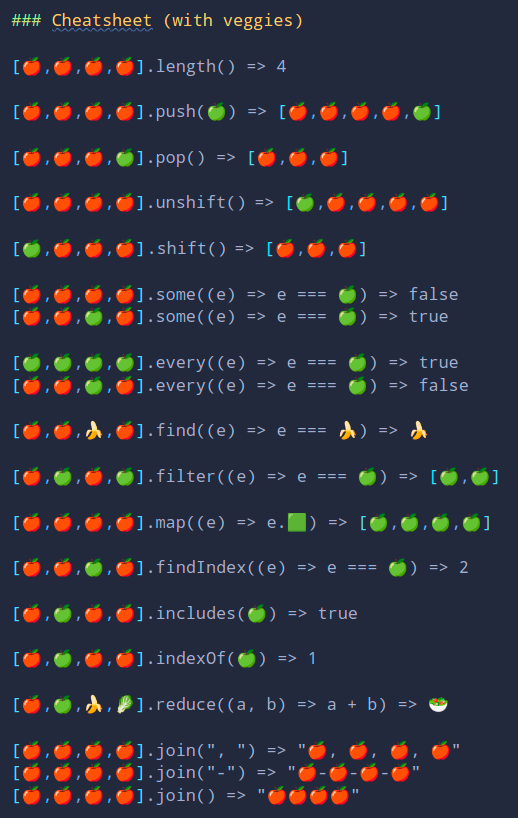 ### Cheatsheet (with veggies)
[🍎,🍎,🍎,🍎].length() => 4
[🍎,🍎,🍎,🍎].push(🍏) => [🍎,🍎,🍎,🍎,🍏]
[🍎,🍎,🍎,🍏].pop() => [🍎,🍎,🍎]
[🍎,🍎,🍎,🍎].unshift() => [🍏,🍎,🍎,🍎,🍎]
[🍏,🍎,🍎,🍎].shift() => [🍎,🍎,🍎]
[🍎,🍎,🍎,🍎].some((e) => e === 🍏) => false
[🍎,🍎,🍏,🍎].some((e) => e === 🍏) => true
[🍏,🍏,🍏,🍏].every((e) => e === 🍏) => true
[🍎,🍎,🍏,🍎].every((e) => e === 🍏) => false
[🍎,🍎,🍌,🍎].find((e) => e === 🍌) => 🍌
[🍎,🍏,🍎,🍏].filter((e) => e === 🍏) => [🍏,🍏]
[🍎,🍎,🍎,🍎].map((e) => e.🟩) => [🍏,🍏,🍏,🍏]
[🍎,🍎,🍏,🍎].findIndex((e) => e === 🍏) => 2
[🍎,🍏,🍎,🍎].includes(🍏) => true
[🍎,🍏,🍎,🍎].indexOf(🍏) => 1
[🍎,🍏,🍌,🥬].reduce((a, b) => a + b) => 🥗
[🍎,🍎,🍎,🍎].join(", ") => "🍎, 🍎, 🍎, 🍎"
[🍎,🍎,🍎,🍎].join("-") => "🍎-🍎-🍎-🍎"
[🍎,🍎,🍎,🍎].join() => "🍎🍎🍎🍎"